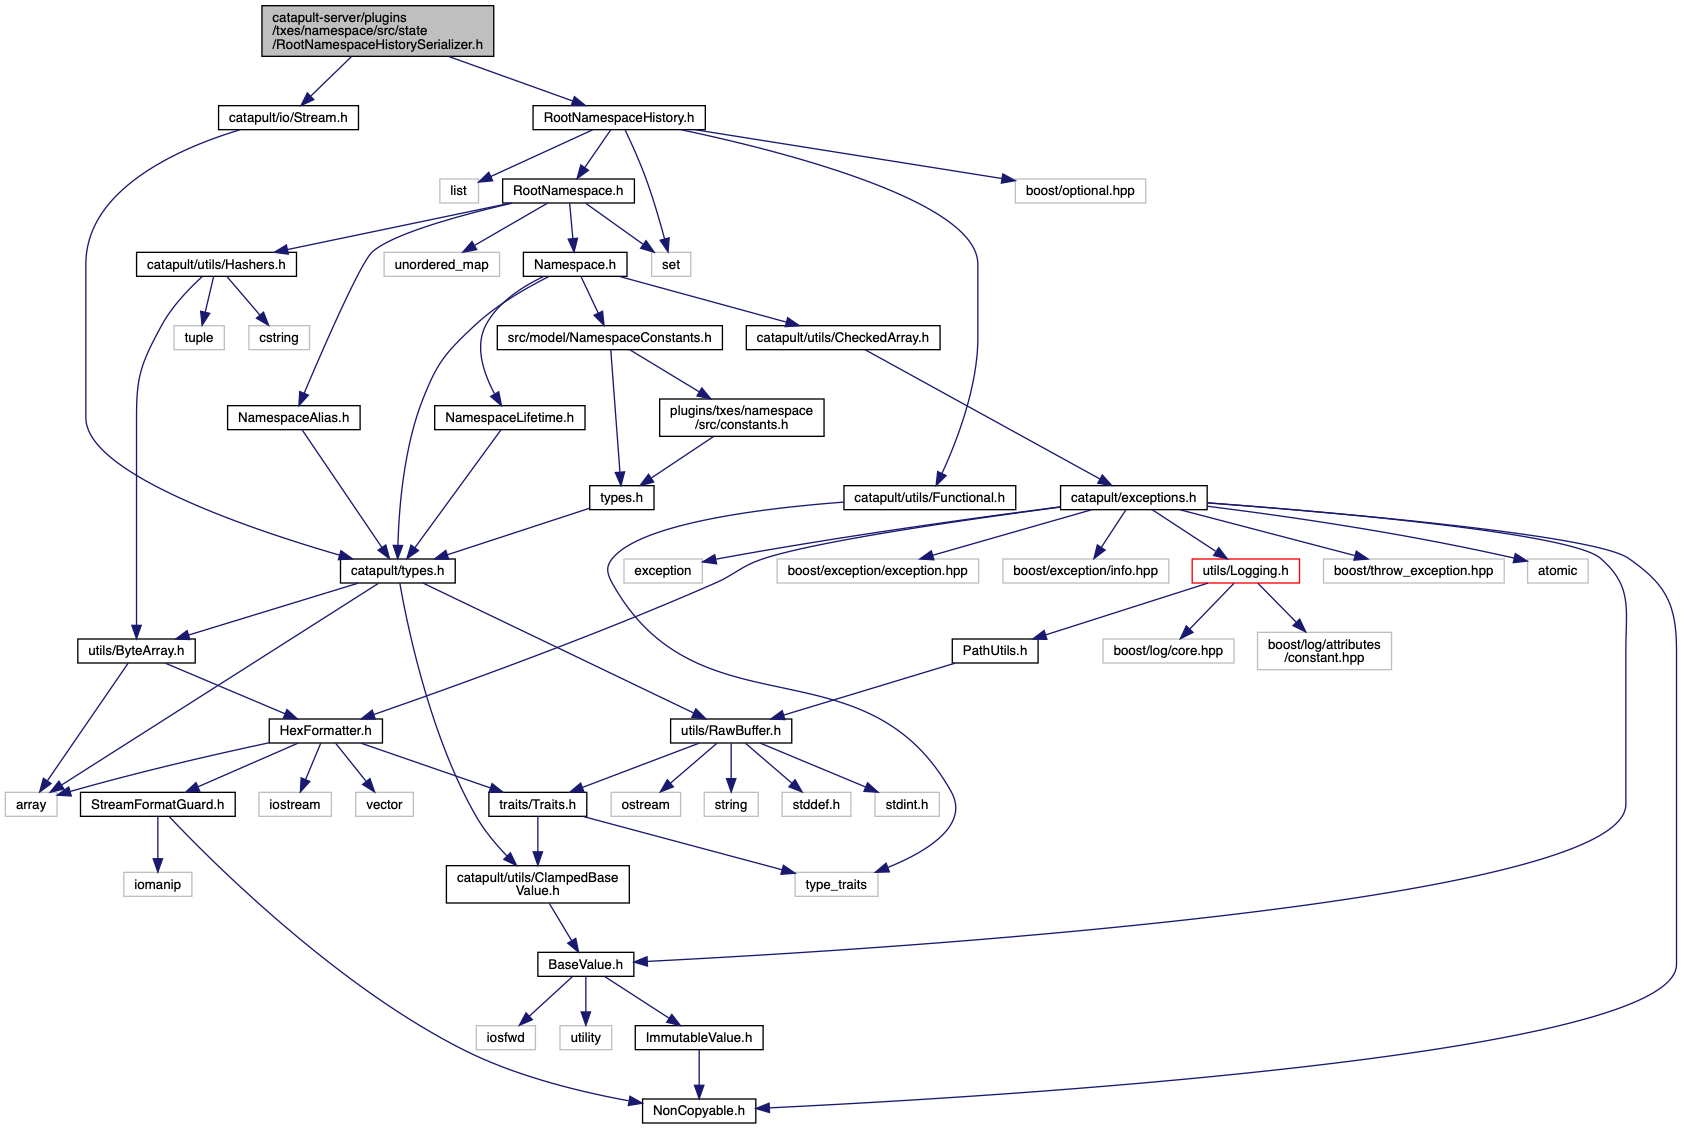 catapult-server/plugins
/txes/namespace/src/state
/RootNamespaceHistorySerializer.h
catapult/io/Stream.h
RootNamespaceHistory.h
list
RootNamespace.h
boost/optional.hpp
catapult/utils/Hashers.h
unordered_map
Namespace.h
set
tuple
cstring
src/model/NamespaceConstants.h
catapult/utils/CheckedArray.h
NamespaceAlias.h
NamespaceLifetime.h
plugins/txes/namespace
/src/constants.h
types.h
catapult/utils/Functional.h
catapult/exceptions.h
catapult/types.h
exception
boost/exception/exception.hpp
boost/exception/info.hpp
utils/Logging.h
boost/throw_exception.hpp
atomic
utils/ByteArray.h
PathUtils.h
boost/log/core.hpp
boost/log/attributes
/constant.hpp
HexFormatter.h
utils/RawBuffer.h
array
StreamFormatGuard.h
iostream
vector
traits/Traits.h
ostream
string
stddef.h
stdint.h
iomanip
catapult/utils/ClampedBase
Value.h
type_traits
BaseValue.h
iosfwd
utility
ImmutableValue.h
NonCopyable.h